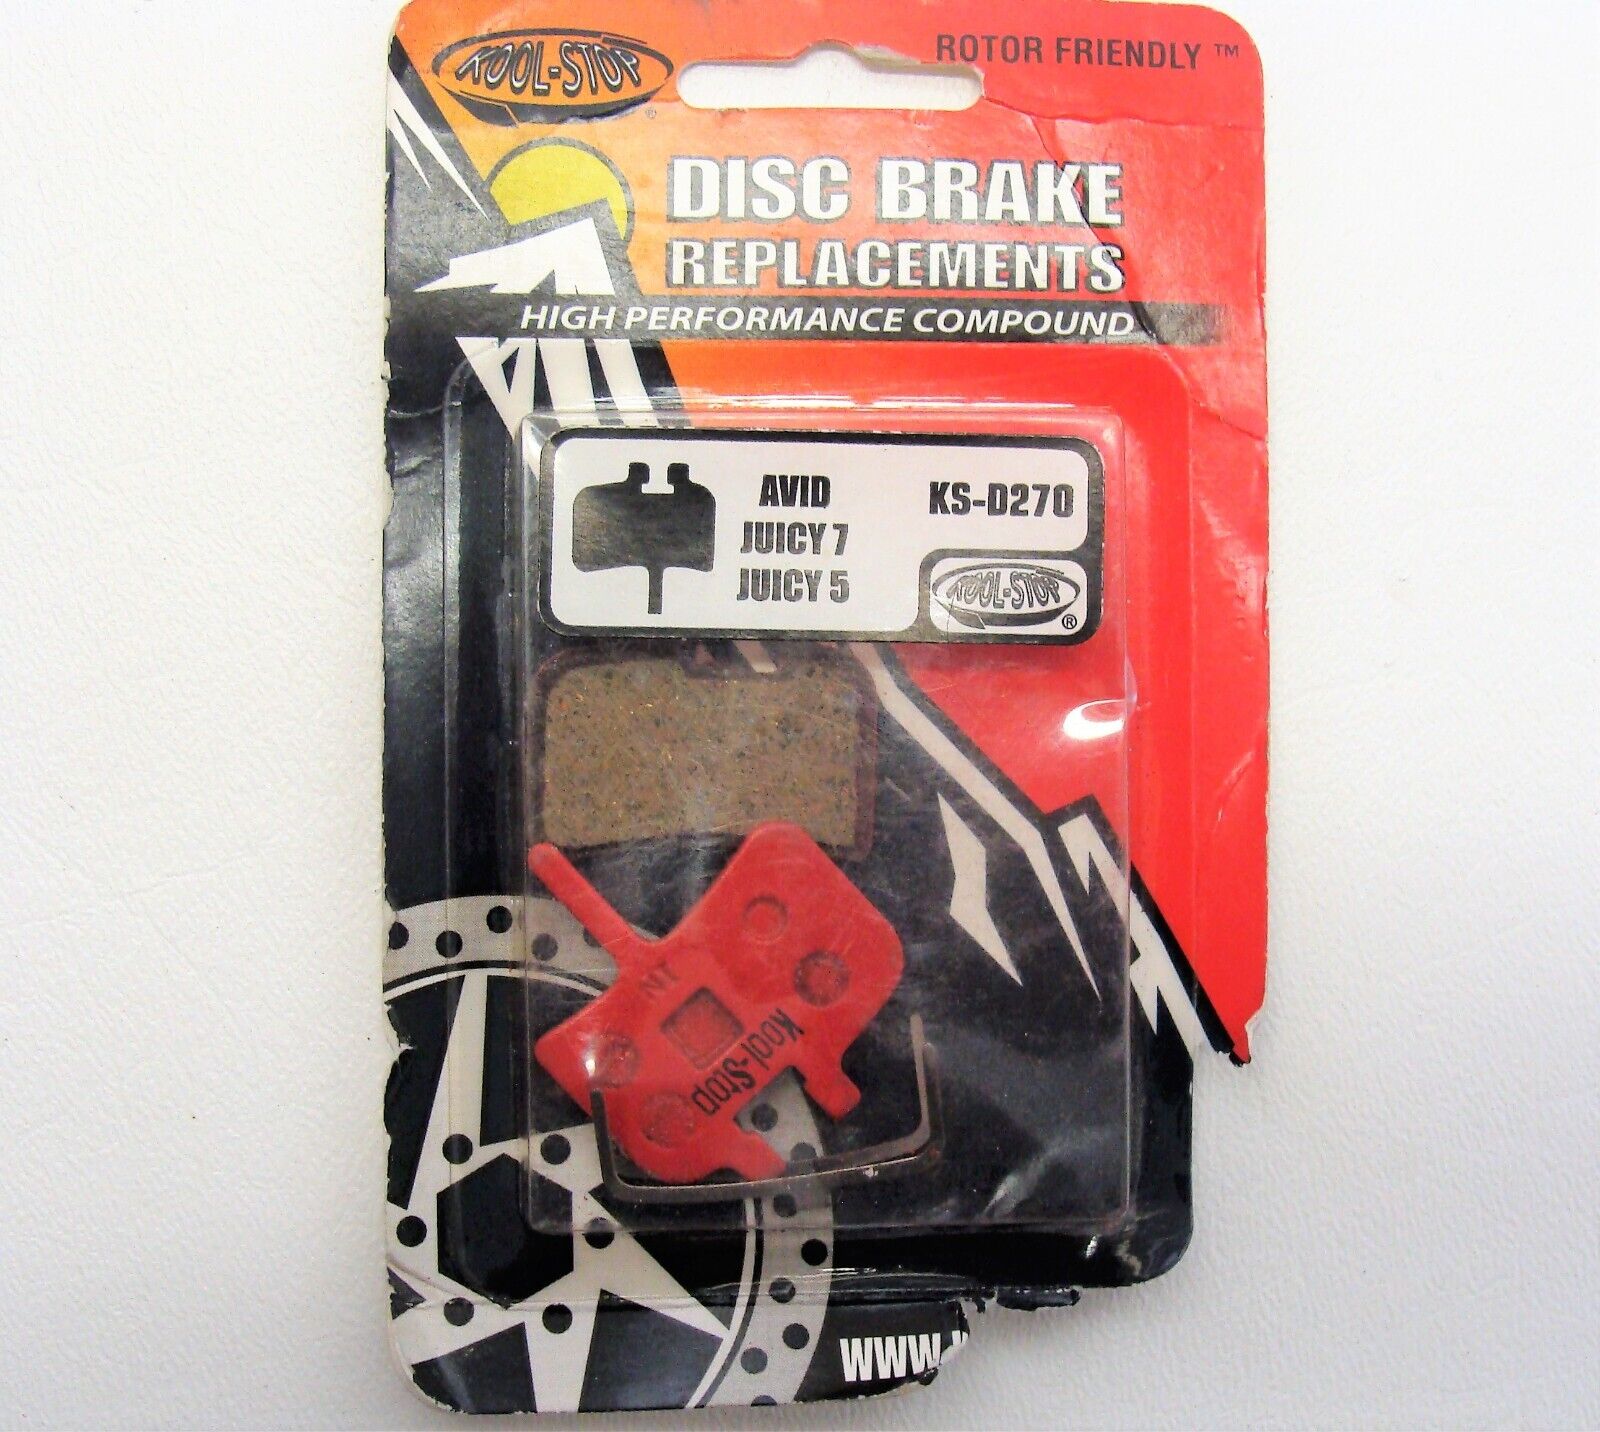 KOOL-STOP ®
ROTOR FRIENDLY ™
DISC BRAKE
REPLACEMENTS
HIGH PERFORMANCE COMPOUND
AVID
JUICY 7
JUICY 5
KS-D270
KOOL-STOP ®
NT
Kool-Stop
WWW.